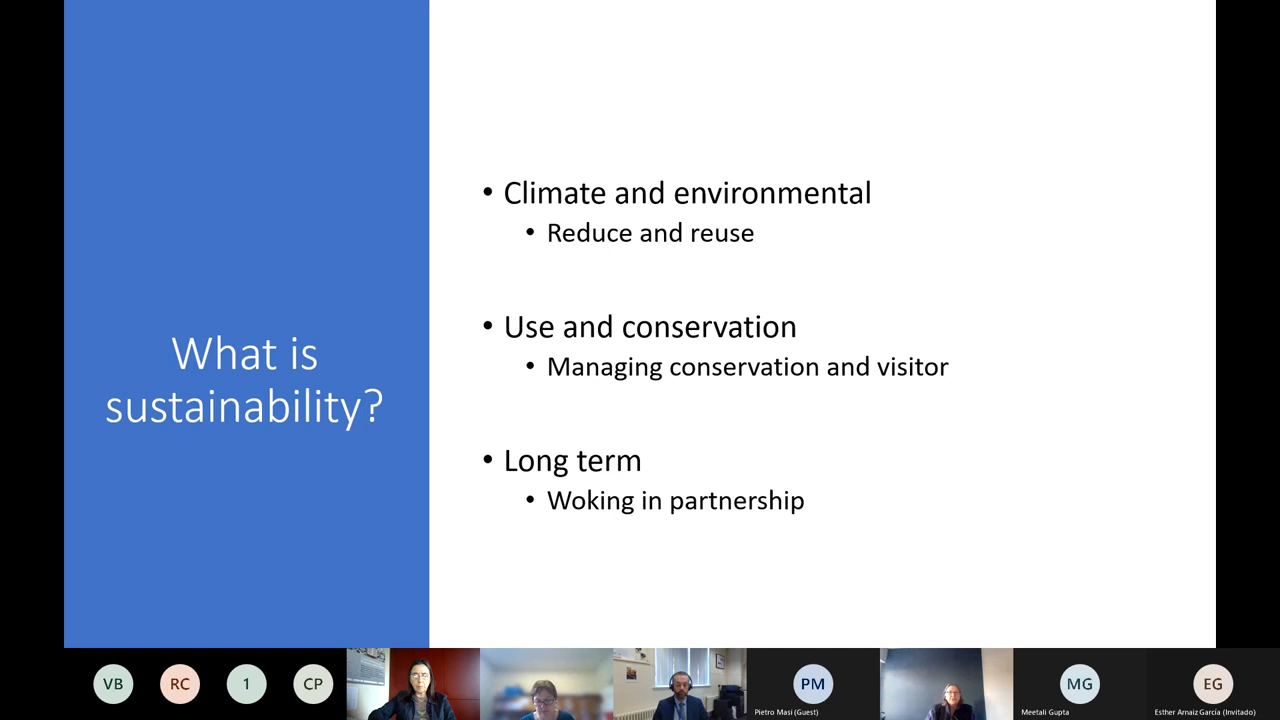 What is
sustainability?
• Climate and environmental
• Reduce and reuse
• Use and conservation
• Managing conservation and visitor
• Long term
• Woking in partnership
VB
RC
1
CP
PM
Pietro Masi (Guest)
MG
Meetali Gupta
EG
Esther Arnaiz García (Invitado)